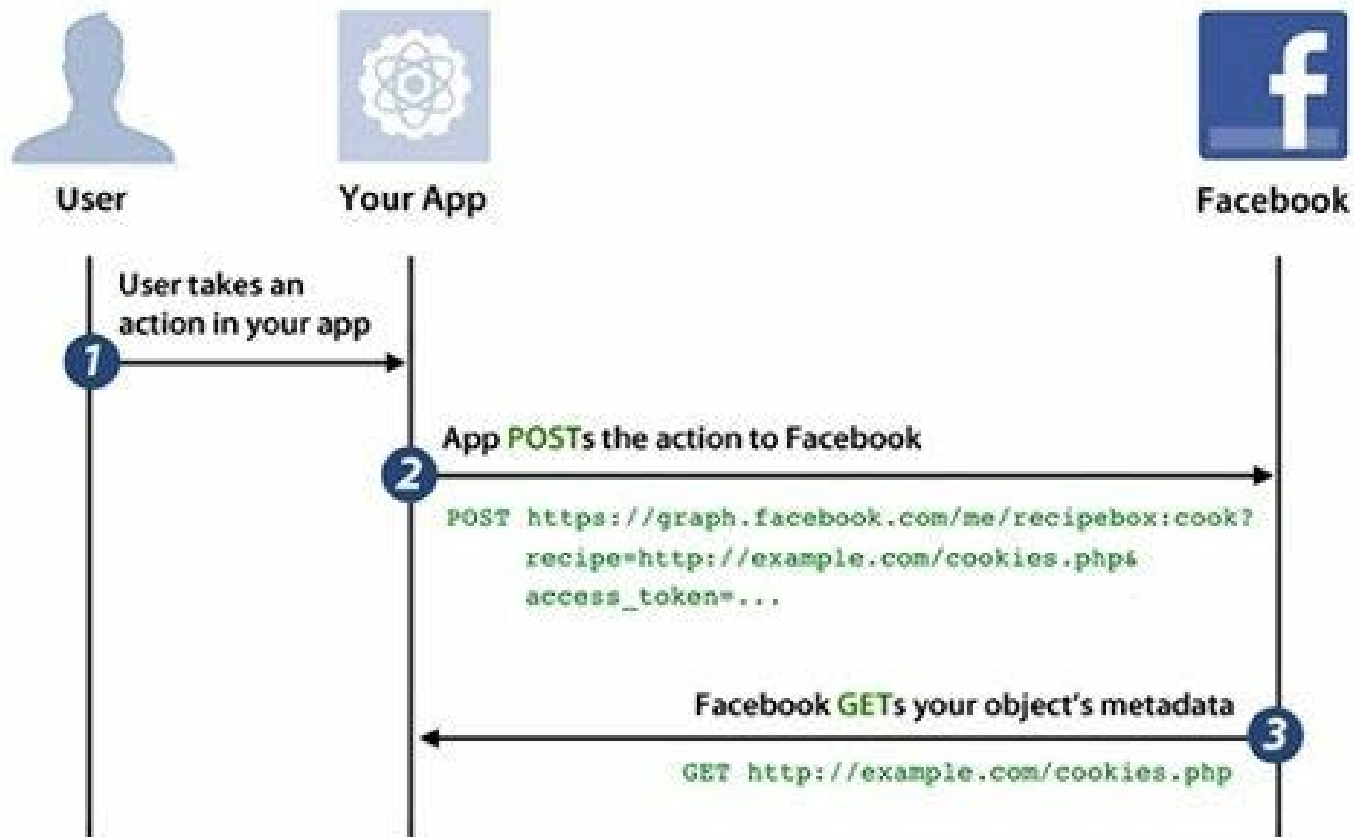 User
Your App
Facebook
User takes an
action in your app
1
App POSTs the action to Facebook
2
POST https://graph.facebook.com/me/recipebox:cook?
recipe=http://example.com/cookies.php&
access_token=...
Facebook GETs your object's metadata
3
GET http://example.com/cookies.php